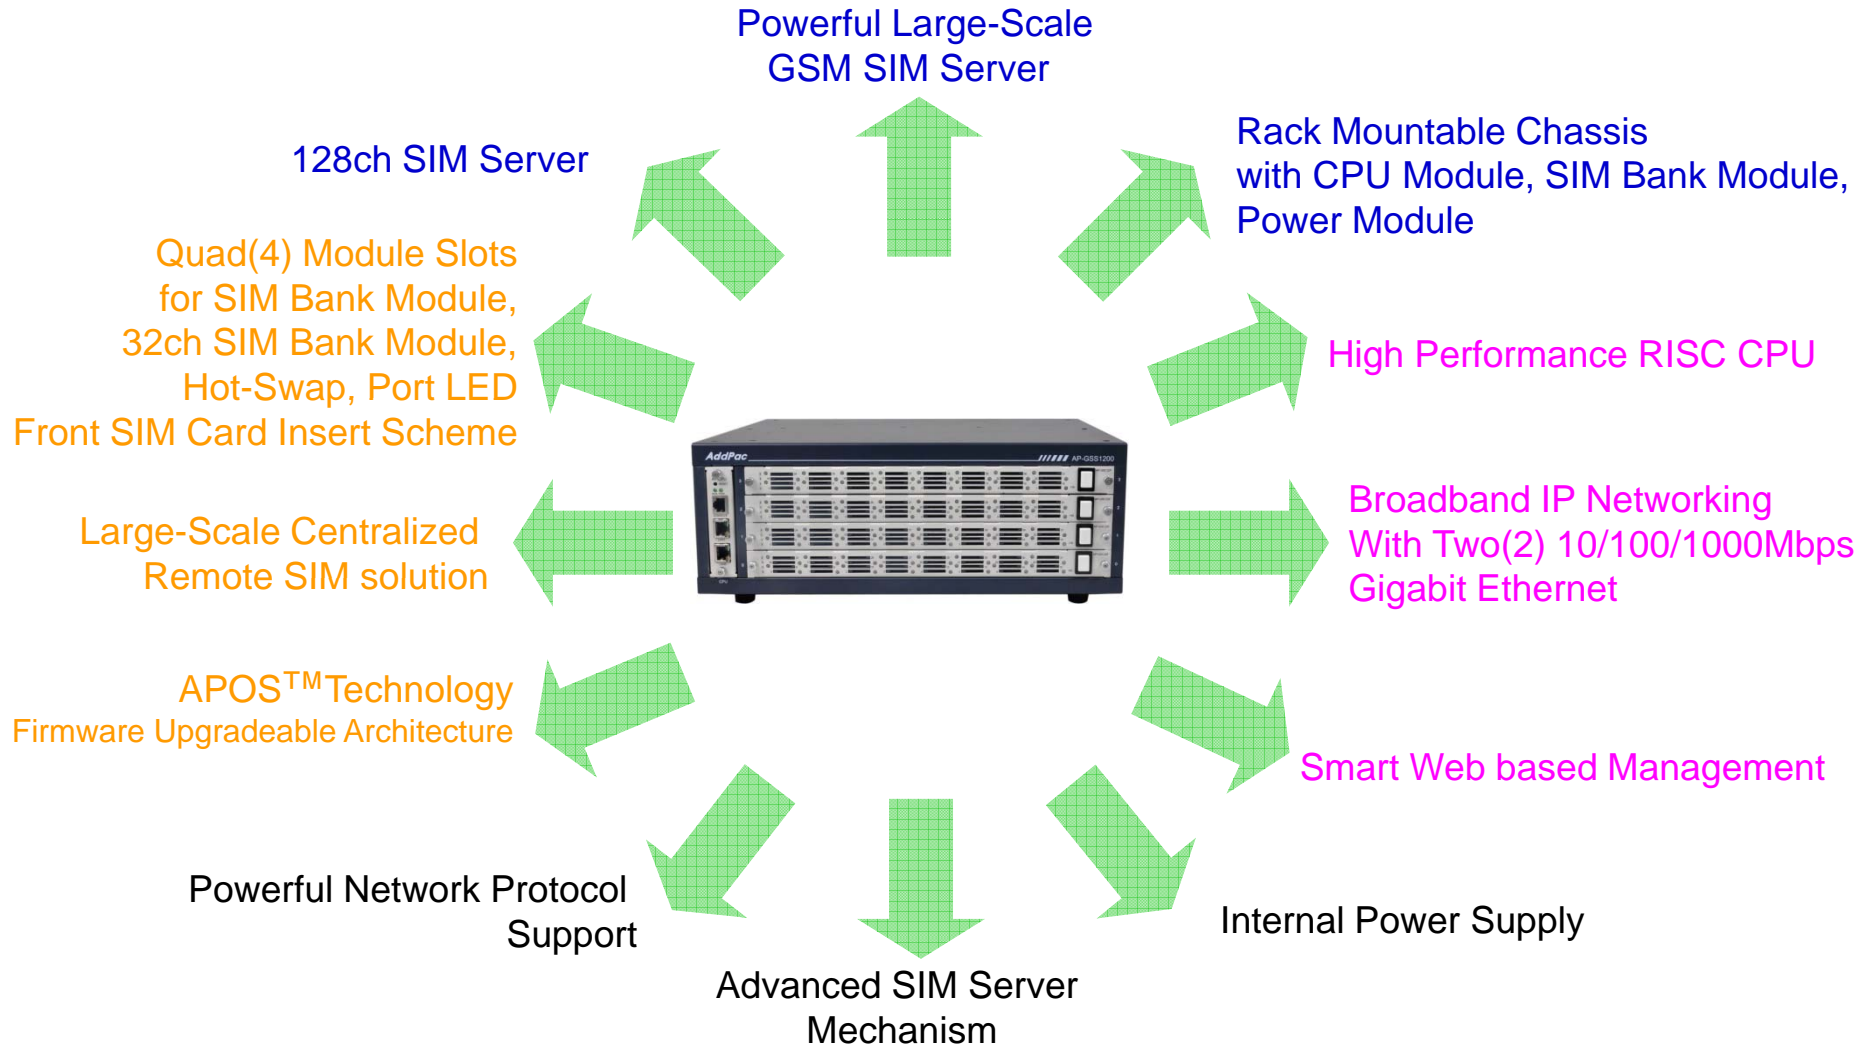 Powerful Large-Scale
GSM SIM Server
128ch SIM Server
Rack Mountable Chassis
with CPU Module, SIM Bank Module,
Power Module
Quad(4) Module Slots
for SIM Bank Module,
32ch SIM Bank Module,
Hot-Swap, Port LED
Front SIM Card Insert Scheme
High Performance RISC CPU
AddPac
AP-GSS1200
CPU
Large-Scale Centralized
Remote SIM solution
Broadband IP Networking
With Two(2) 10/100/1000Mbps
Gigabit Ethernet
APOS™Technology
Firmware Upgradeable Architecture
Smart Web based Management
Powerful Network Protocol
Support
Internal Power Supply
Advanced SIM Server
Mechanism